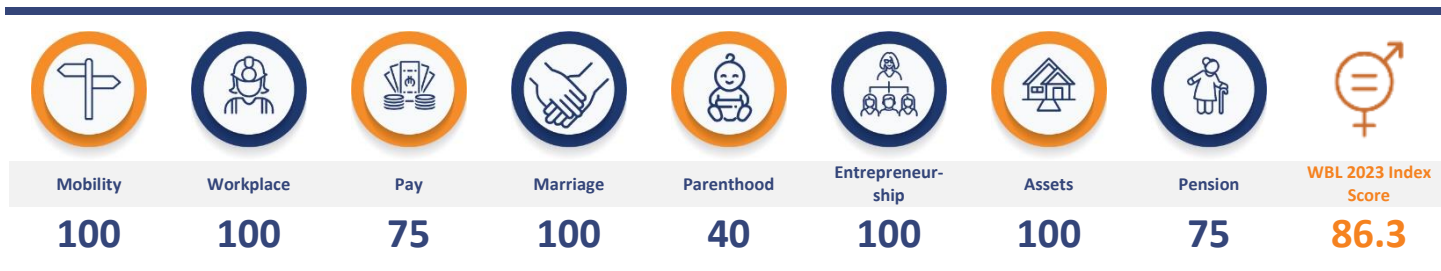 Mobility
Workplace
Pay
Marriage
Parenthood
Entrepreneur-
ship
Assets
Pension
WBL 2023 Index
Score
100
100
75
100
40
100
100
75
86.3